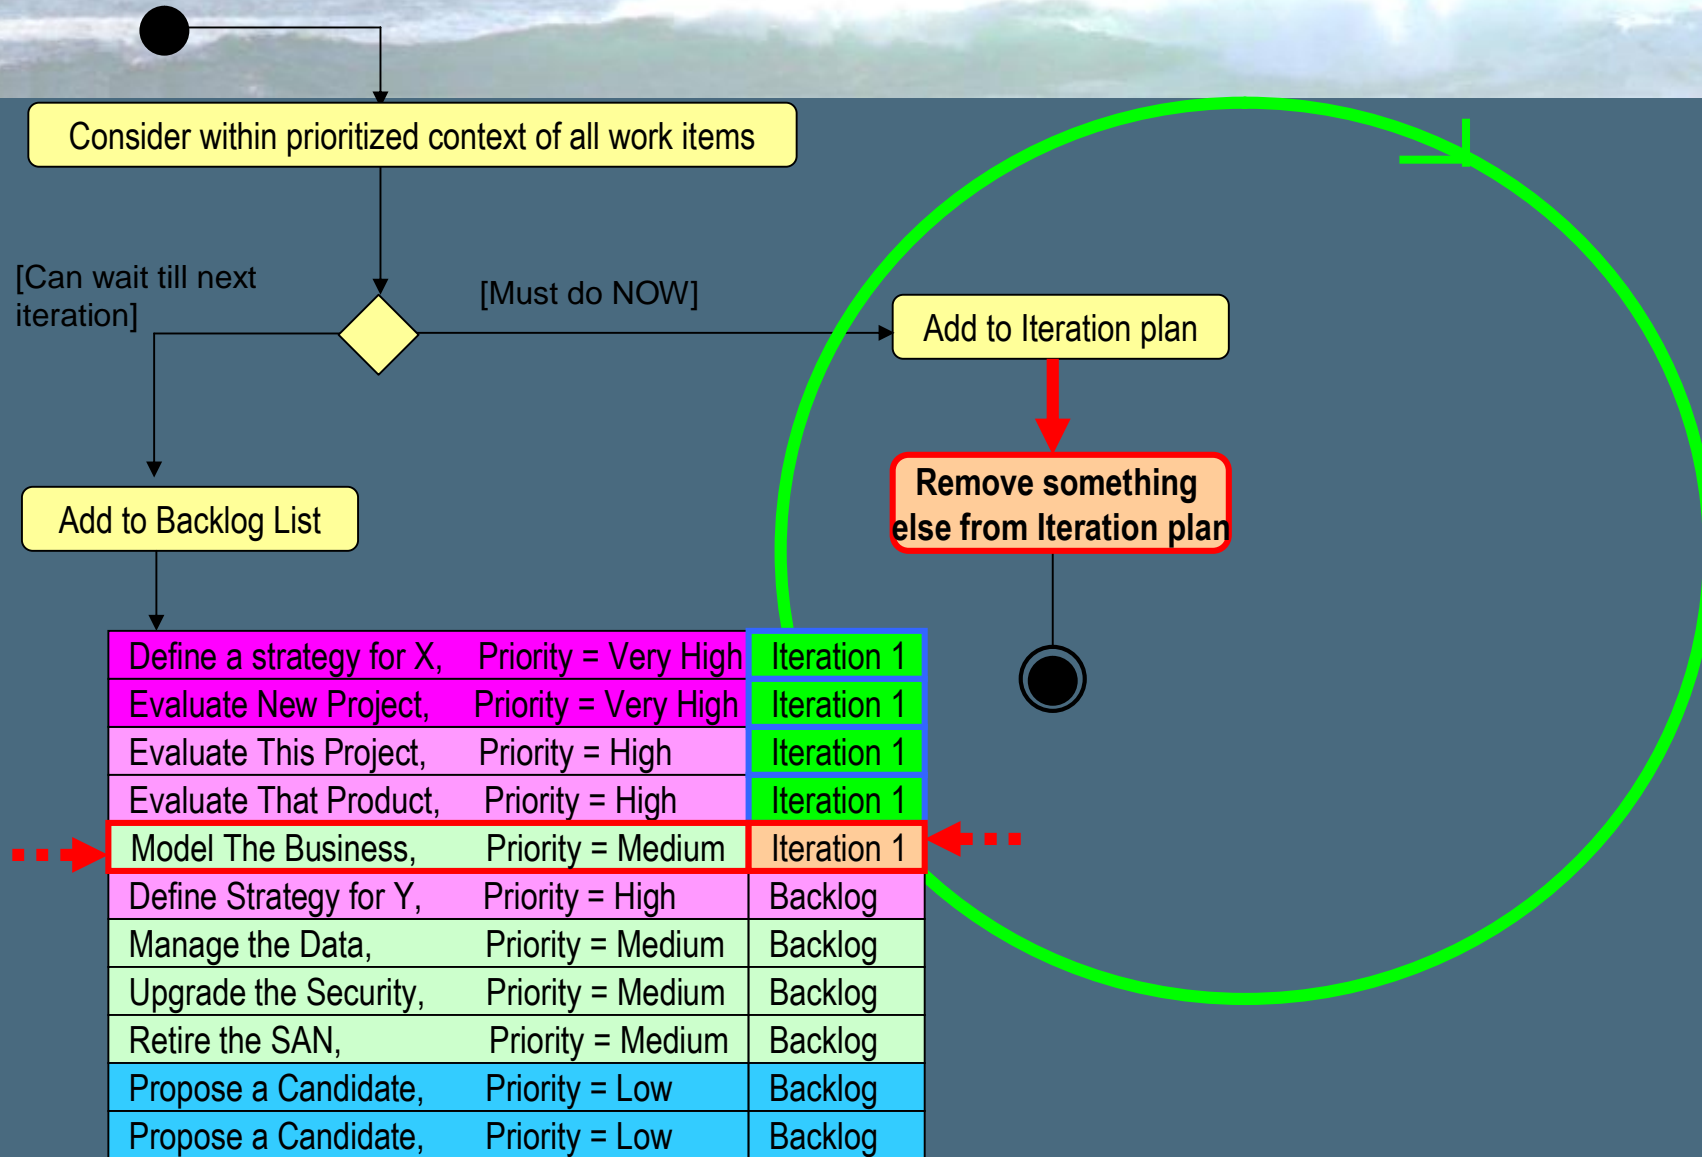 Consider within prioritized context of all work items
[Can wait till next
iteration]
[Must do NOW]
Add to Iteration plan
Remove something
else from Iteration plan
Add to Backlog List
Define a strategy for X, Priority = Very High Iteration 1
Evaluate New Project, Priority = Very High Iteration 1
Evaluate This Project, Priority = High Iteration 1
Evaluate That Product, Priority = High Iteration 1
Model The Business, Priority = Medium Iteration 1
Define Strategy for Y, Priority = High Backlog
Manage the Data, Priority = Medium Backlog
Upgrade the Security, Priority = Medium Backlog
Retire the SAN, Priority = Medium Backlog
Propose a Candidate, Priority = Low Backlog
Propose a Candidate, Priority = Low Backlog